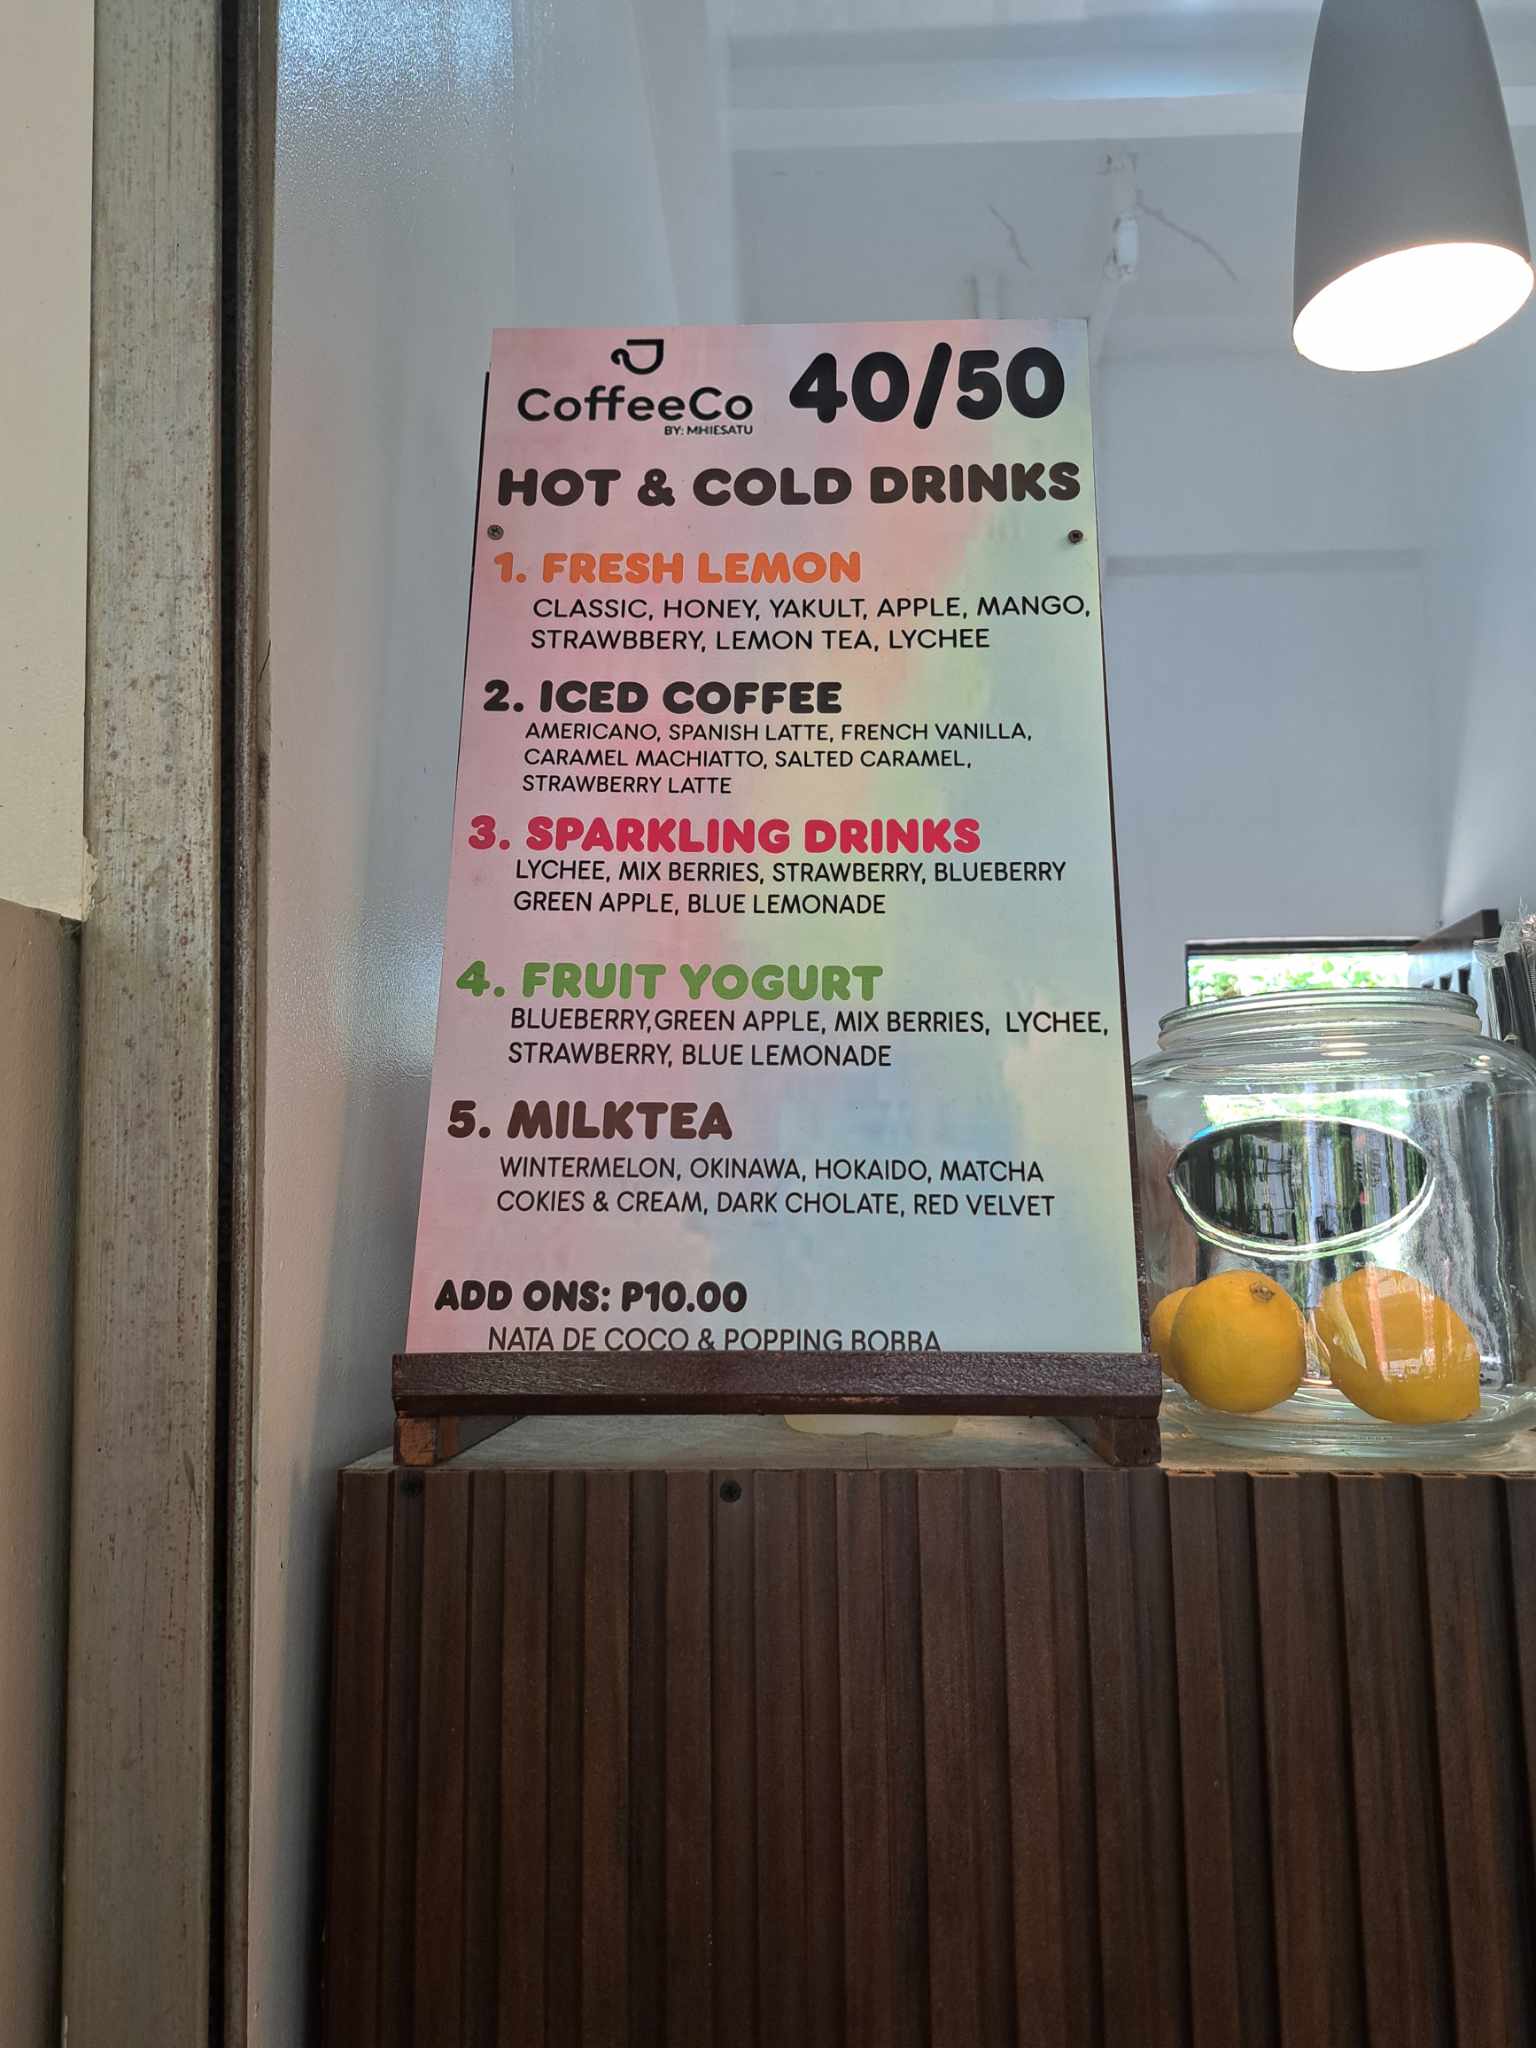 CoffeeCo
BY: MHIESATU
40/50
HOT & COLD DRINKS
1. FRESH LEMON
CLASSIC, HONEY, YAKULT, APPLE, MANGO,
STRAWBBERY, LEMON TEA, LYCHEE
2. ICED COFFEE
AMERICANO, SPANISH LATTE, FRENCH VANILLA,
CARAMEL MACHIATTO, SALTED CARAMEL,
STRAWBERRY LATTE
3. SPARKLING DRINKS
LYCHEE, MIX BERRIES, STRAWBERRY, BLUEBERRY
GREEN APPLE, BLUE LEMONADE
4. FRUIT YOGURT
BLUEBERRY,GREEN APPLE, MIX BERRIES, LYCHEE,
STRAWBERRY, BLUE LEMONADE
5. MILKTEA
WINTERMELON, OKINAWA, HOKAIDO, MATCHA
COKIES & CREAM, DARK CHOLATE, RED VELVET
ADD ONS: P10.00
NATA DE COCO & POPPING BOBBA